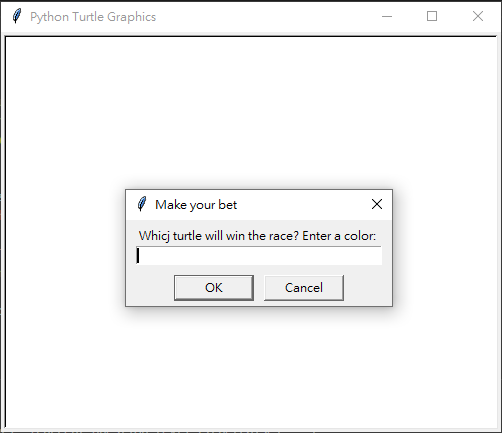 Python Turtle Graphics
Make your bet
Whicj turtle will win the race? Enter a color:
OK
Cancel